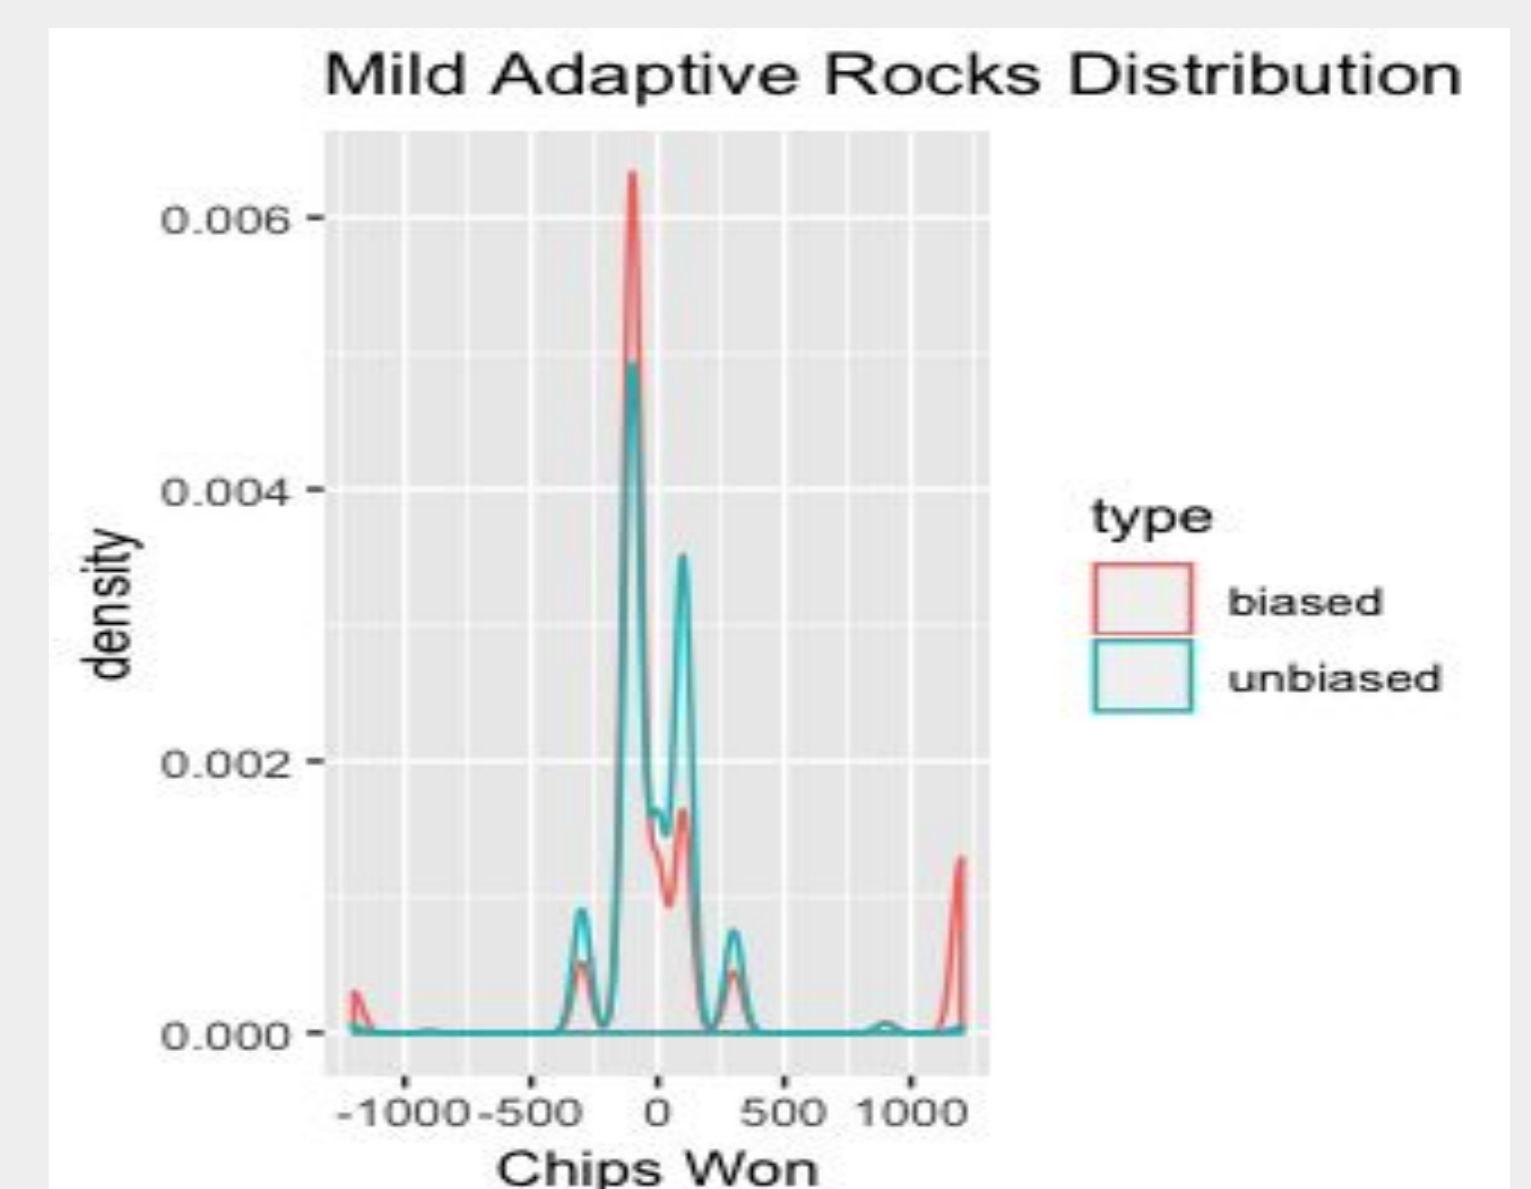 Mild Adaptive Rocks Distribution
0.006
0.004
0.002
0.000
density
-1000 -500 0 500 1000
Chips Won
type
biased
unbiased